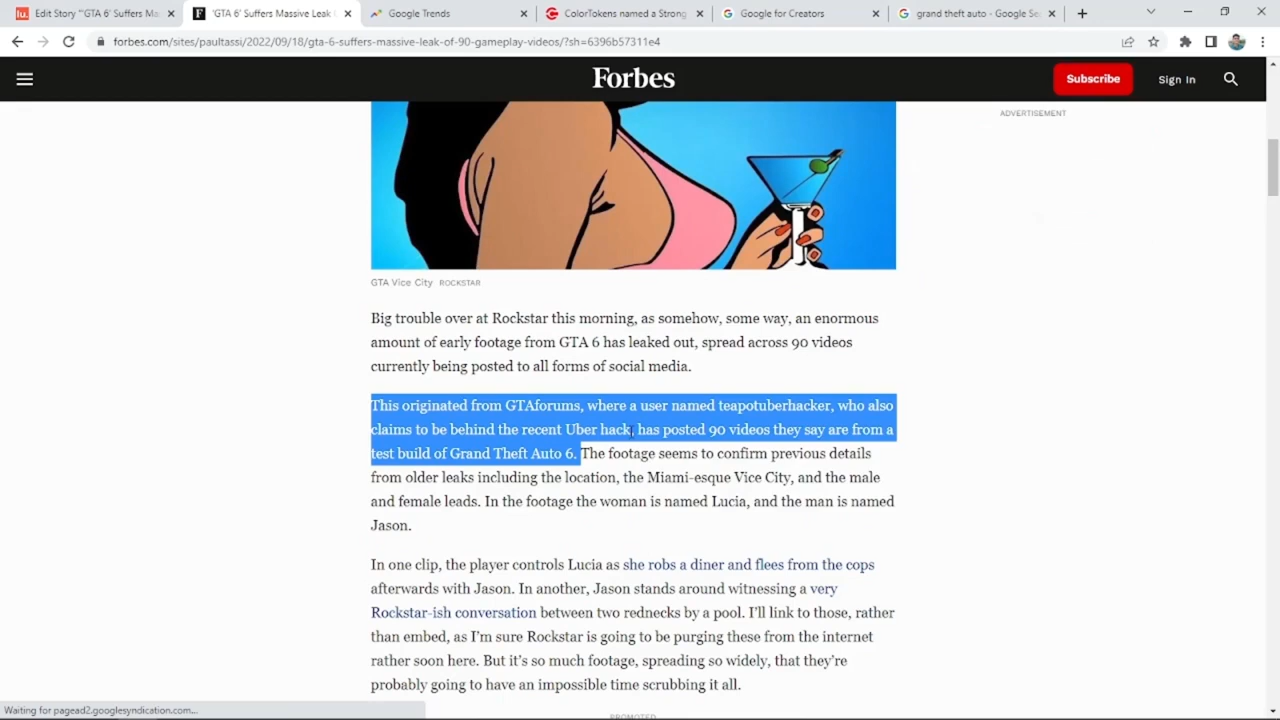 Edit Story "'GTA 6' Suffers Ma
'GTA 6' Suffers Massive Leak
Google Trends
ColorTokens named a Strong
Google for Creators
grand theft auto - Google Se
forbes.com/sites/paultassi/2022/09/18/gta-6-suffers-massive-leak-of-90-gameplay-videos/?sh=6396b57311e4
Forbes
Subscribe
Sign In
ADVERTISEMENT
GTA Vice City ROCKSTAR
Big trouble over at Rockstar this morning, as somehow, some way, an enormous
amount of early footage from GTA 6 has leaked out, spread across 90 videos
currently being posted to all forms of social media.
This originated from GTAforums, where a user named teapotuberhacker, who also
claims to be behind the recent Uber hack, has posted 90 videos they say are from a
test build of Grand Theft Auto 6. The footage seems to confirm previous details
from older leaks including the location, the Miami-esque Vice City, and the male
and female leads. In the footage the woman is named Lucia, and the man is named
Jason.
In one clip, the player controls Lucia as she robs a diner and flees from the cops
afterwards with Jason. In another, Jason stands around witnessing a very
Rockstar-ish conversation between two rednecks by a pool. I'll link to those, rather
than embed, as I'm sure Rockstar is going to be purging these from the internet
rather soon here. But it's so much footage, spreading so widely, that they're
probably going to have an impossible time scrubbing it all.
Waiting for pagead2.googlesyndication.com...
PROMOTED